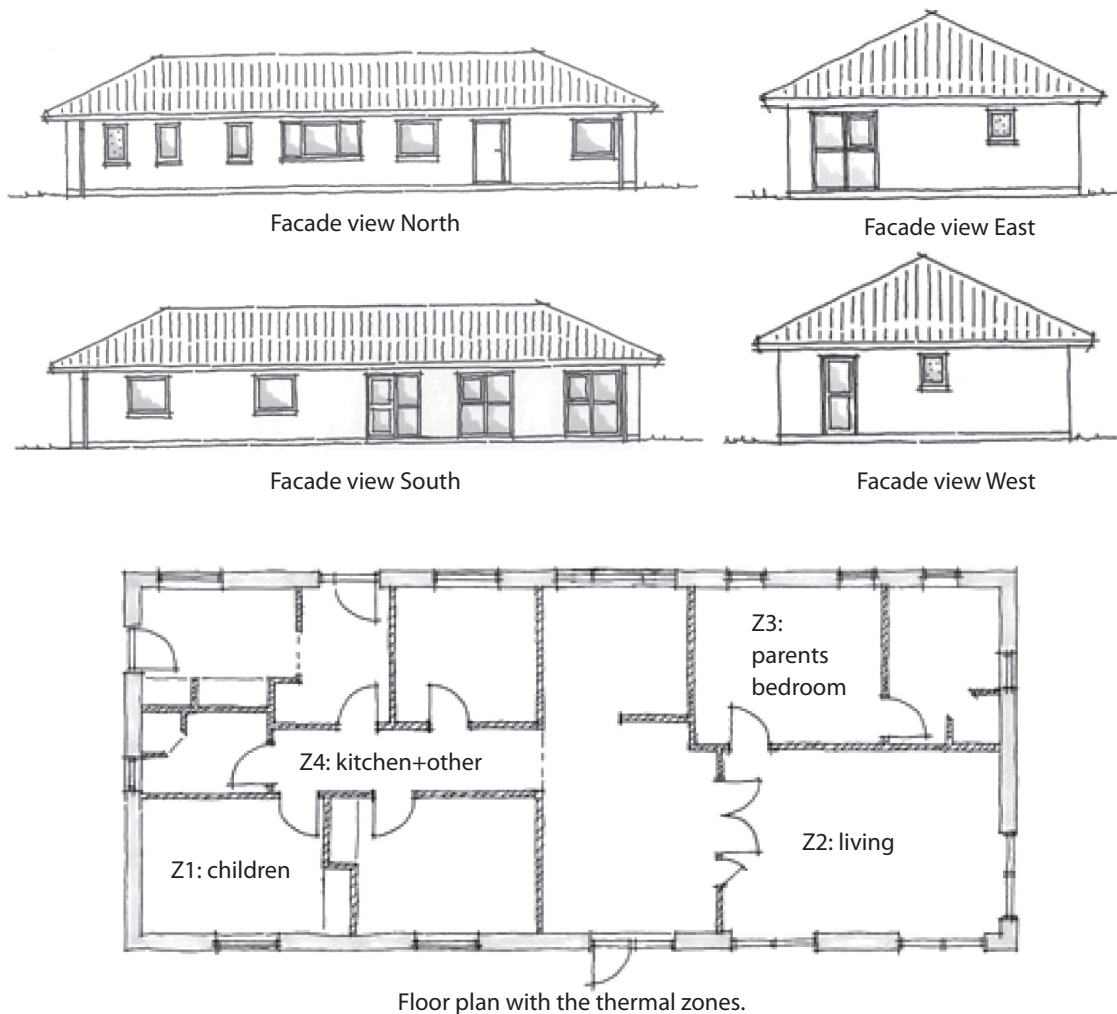 Facade view North
Facade view East
Facade view South
Facade view West
Z3:
parents
bedroom
Z4: kitchen+other
Z1: children
Z2: living
Floor plan with the thermal zones.